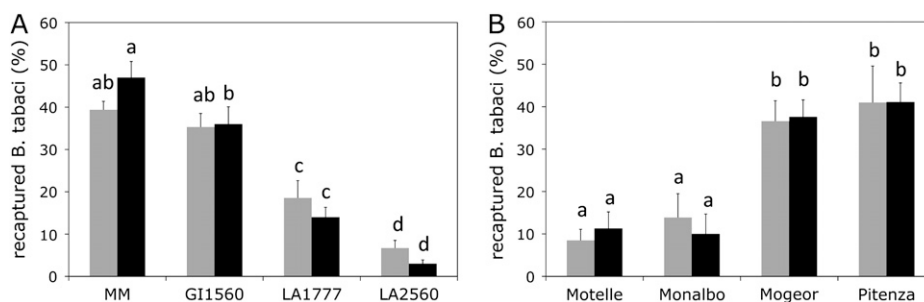 A
recaptured B. tabaci (%)
60
50
40
30
20
10
0
ab
a
ab
b
c
c
d
d
MM GI1560 LA1777 LA2560
B
recaptured B. tabaci (%)
60
50
40
30
20
10
0
a
a
a
a
b
b
b
b
Motelle Monalbo Mogeor Pitenza